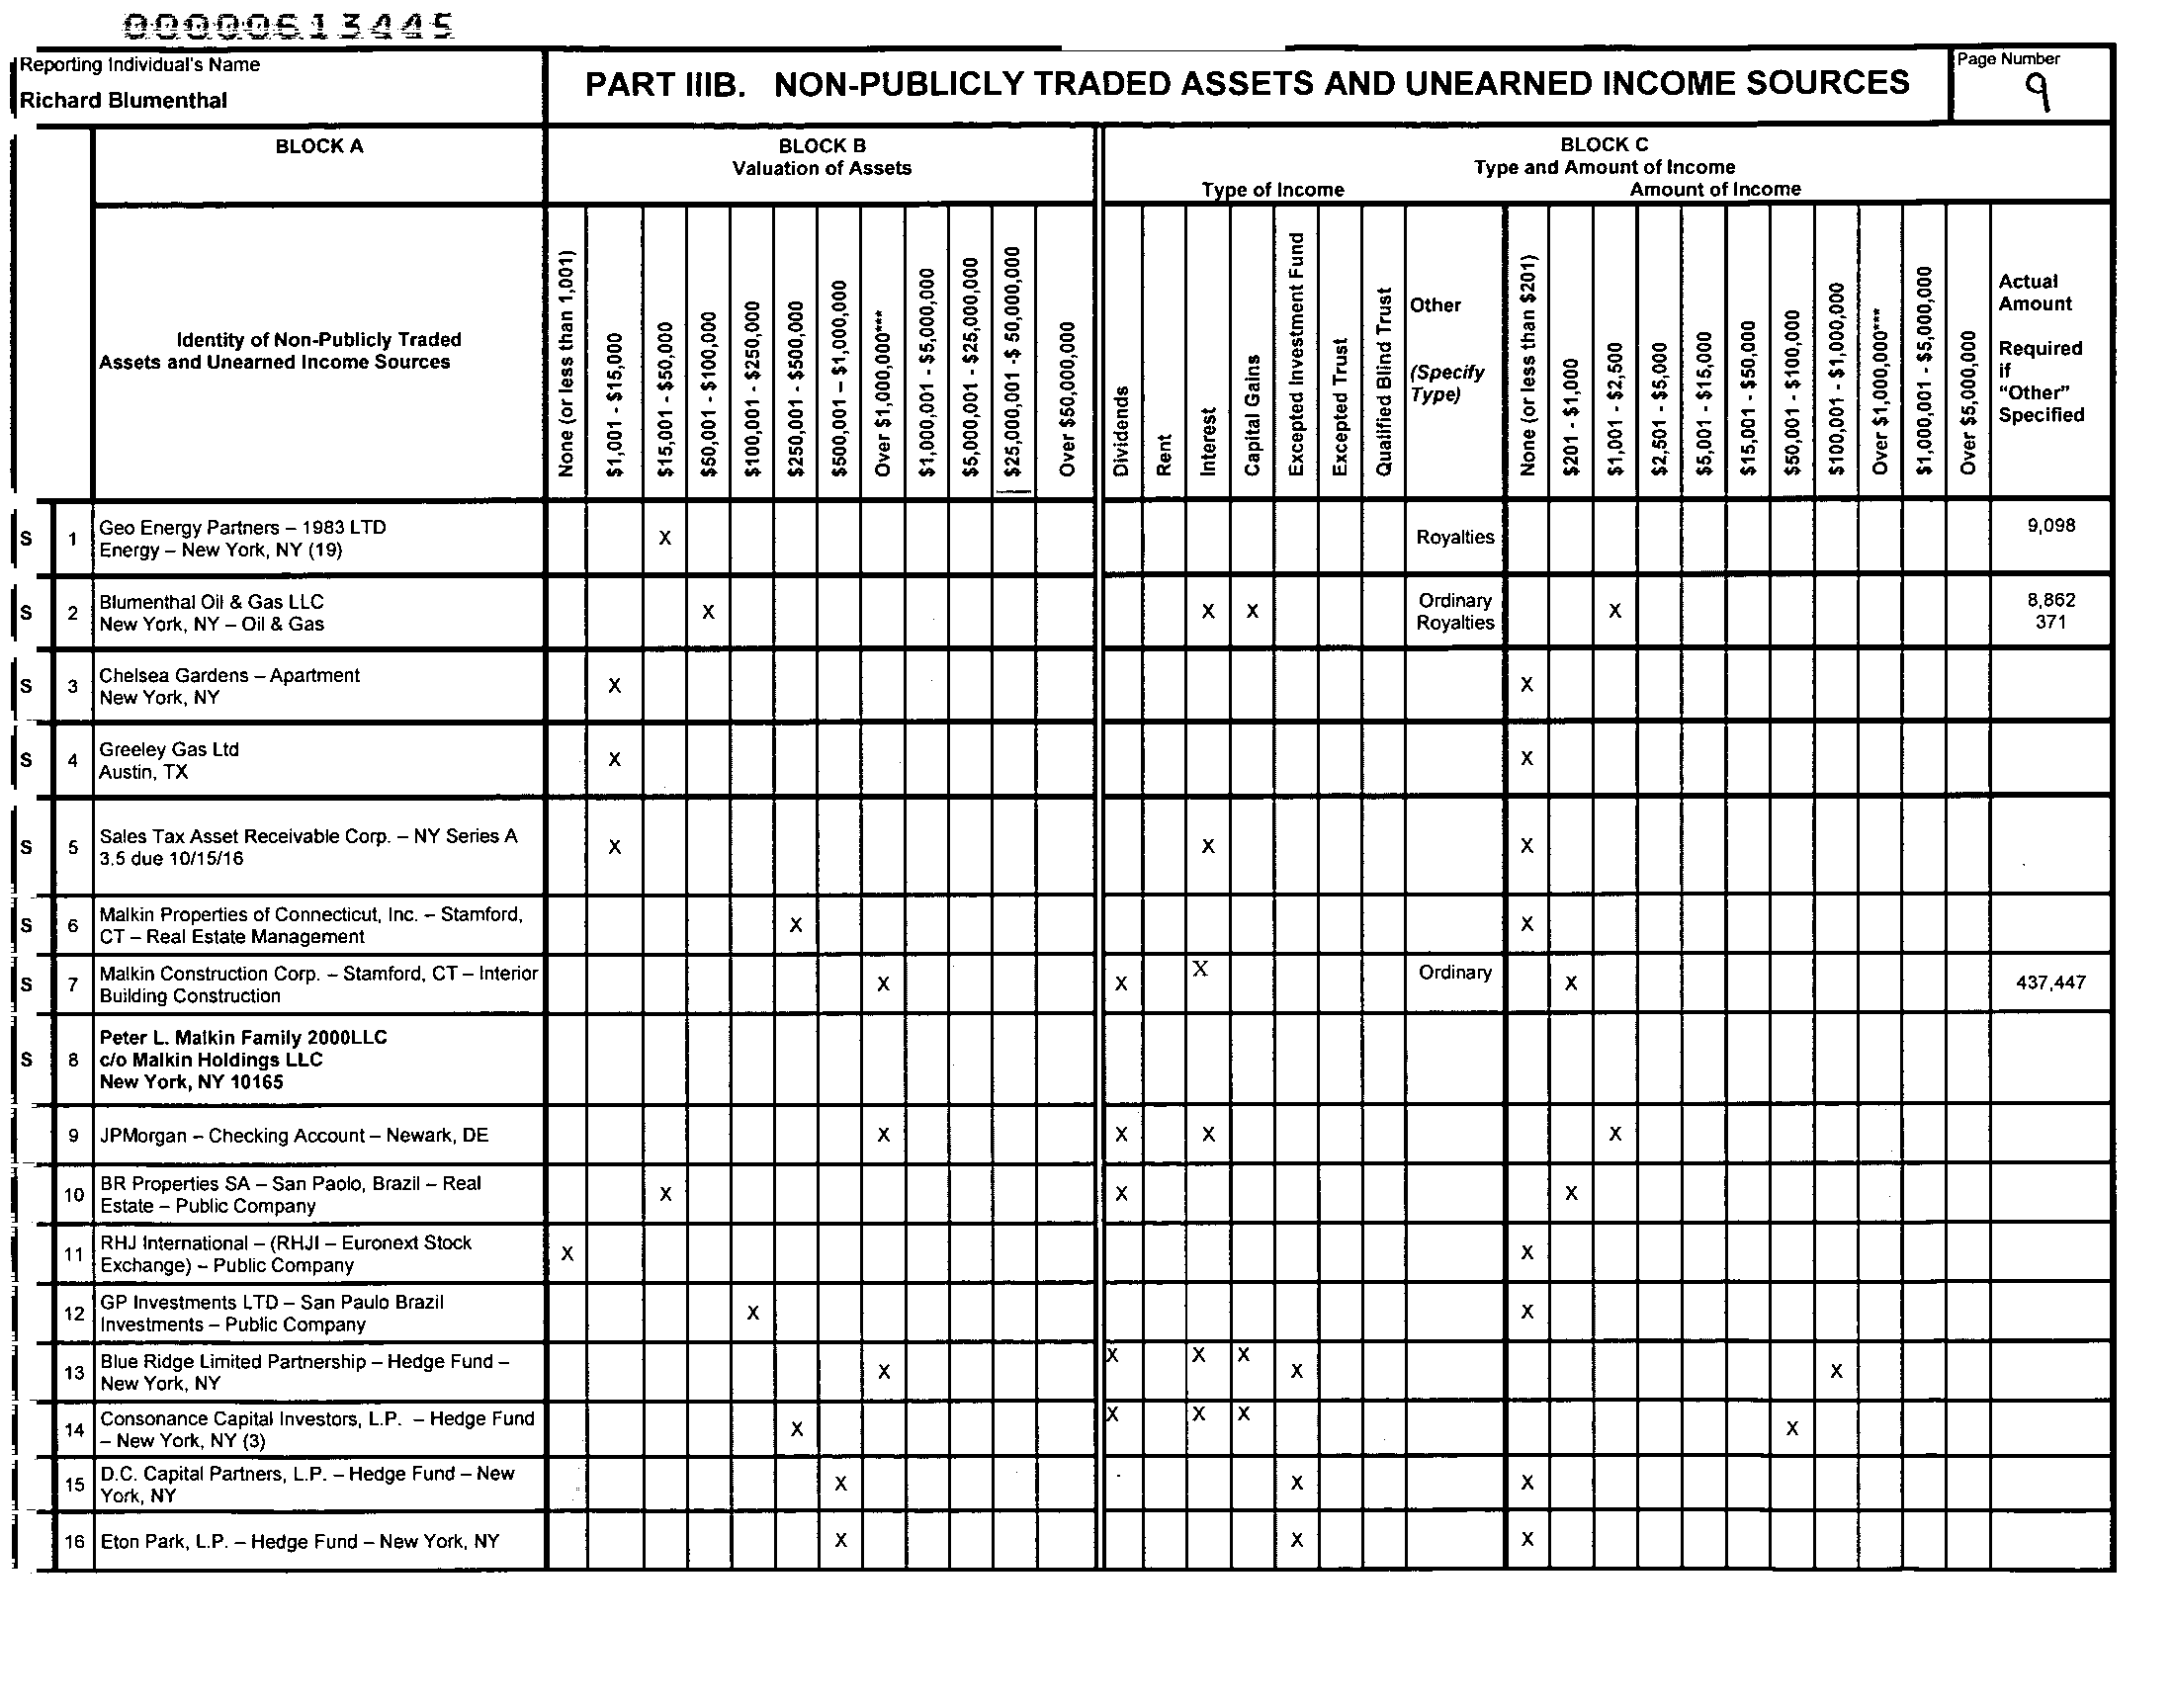 00000613445
Reporting Individual's Name
Richard Blumenthal
PART IIIB. NON-PUBLICLY TRADED ASSETS AND UNEARNED INCOME SOURCES
Page Number
9
BLOCK A
BLOCK B
Valuation of Assets
BLOCK C
Type and Amount of Income
Type of Income Amount of Income
Identity of Non-Publicly Traded
Assets and Unearned Income Sources
None (or less than 1,001)
$1,001 - $15,000
$15,001 - $50,000
$50,001 - $100,000
$100,001 - $250,000
$250,001 - $500,000
$500,001 – $1,000,000
Over $1,000,000***
$1,000,001 - $5,000,000
$5,000,001 - $25,000,000
$25,000,001 -$ 50,000,000
Over $50,000,000
Dividends
Rent
Interest
Capital Gains
Excepted Investment Fund
Excepted Trust
Qualified Blind Trust
Other
(Specify
Type)
None (or less than $201)
$201 - $1,000
$1,001 - $2,500
$2,501 - $5,000
$5,001 - $15,000
$15,001 - $50,000
$50,001 - $100,000
$100,001 - $1,000,000
Over $1,000,000***
$1,000,001 - $5,000,000
Over $5,000,000
Actual
Amount
Required
if
"Other"
Specified
S 1 Geo Energy Partners – 1983 LTD
Energy – New York, NY (19)
X Royalties 9,098
S 2 Blumenthal Oil & Gas LLC
New York, NY – Oil & Gas
X X X Ordinary
Royalties X 8,862
371
S 3 Chelsea Gardens – Apartment
New York, NY
X X
S 4 Greeley Gas Ltd
Austin, TX
X X
S 5 Sales Tax Asset Receivable Corp. – NY Series A
3.5 due 10/15/16
X X X
S 6 Malkin Properties of Connecticut, Inc. – Stamford,
CT – Real Estate Management
X X
S 7 Malkin Construction Corp. – Stamford, CT – Interior
Building Construction
X X X Ordinary X 437,447
S 8 Peter L. Malkin Family 2000LLC
c/o Malkin Holdings LLC
New York, NY 10165
9 JPMorgan – Checking Account – Newark, DE X X X X
10 BR Properties SA – San Paolo, Brazil – Real
Estate – Public Company
X X X
11 RHJ International – (RHJI – Euronext Stock
Exchange) – Public Company
X X
12 GP Investments LTD – San Paulo Brazil
Investments – Public Company
X X
13 Blue Ridge Limited Partnership – Hedge Fund –
New York, NY
X X X X X X
14 Consonance Capital Investors, L.P. – Hedge Fund
– New York, NY (3)
X X X X X
15 D.C. Capital Partners, L.P. – Hedge Fund – New
York, NY
X X X
16 Eton Park, L.P. – Hedge Fund – New York, NY X X X